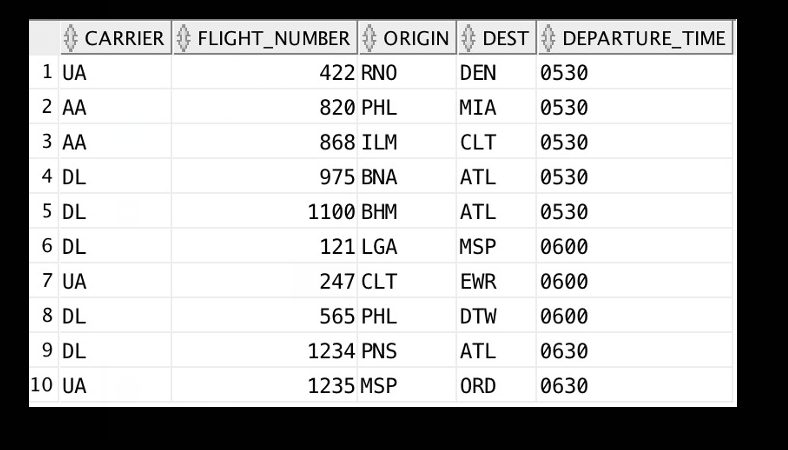 CARRIER FLIGHT_NUMBER ORIGIN DEST DEPARTURE_TIME
1 UA 422 RNO DEN 0530
2 AA 820 PHL MIA 0530
3 AA 868 ILM CLT 0530
4 DL 975 BNA ATL 0530
5 DL 1100 BHM ATL 0530
6 DL 121 LGA MSP 0600
7 UA 247 CLT EWR 0600
8 DL 565 PHL DTW 0600
9 DL 1234 PNS ATL 0630
10 UA 1235 MSP ORD 0630